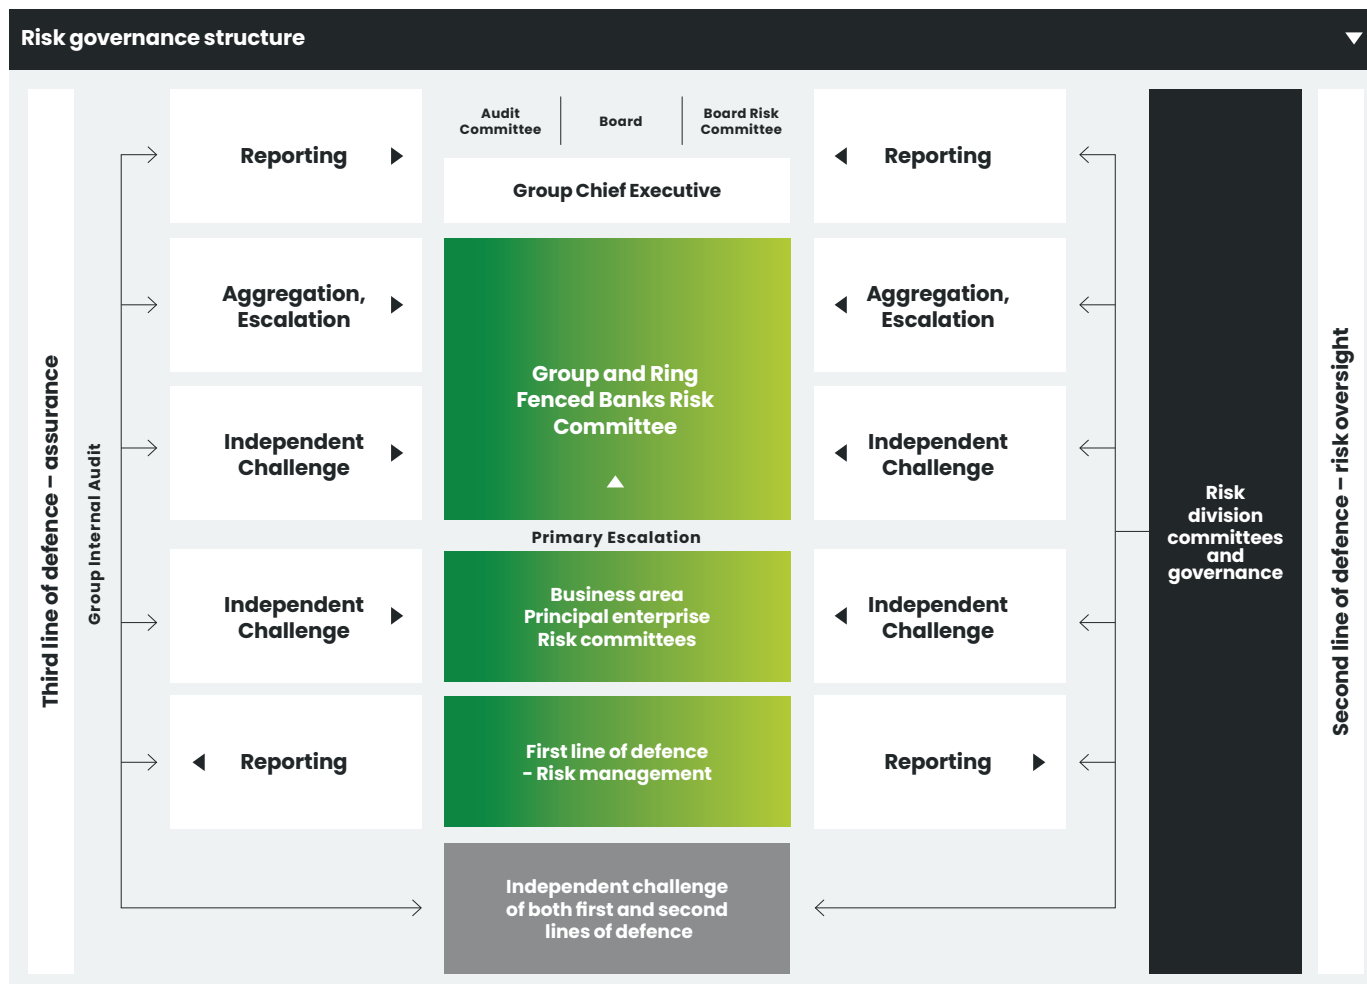 Risk governance structure
Third line of defence – assurance
Group Internal Audit
Reporting
Aggregation,
Escalation
Independent
Challenge
Independent
Challenge
Reporting
Audit
Committee
Board
Board Risk
Committee
Group Chief Executive
Group and Ring
Fenced Banks Risk
Committee
Primary Escalation
Business area
Principal enterprise
Risk committees
First line of defence
– Risk management
Independent challenge
of both first and second
lines of defence
Reporting
Aggregation,
Escalation
Independent
Challenge
Independent
Challenge
Reporting
Risk
division
committees
and
governance
Second line of defence – risk oversight